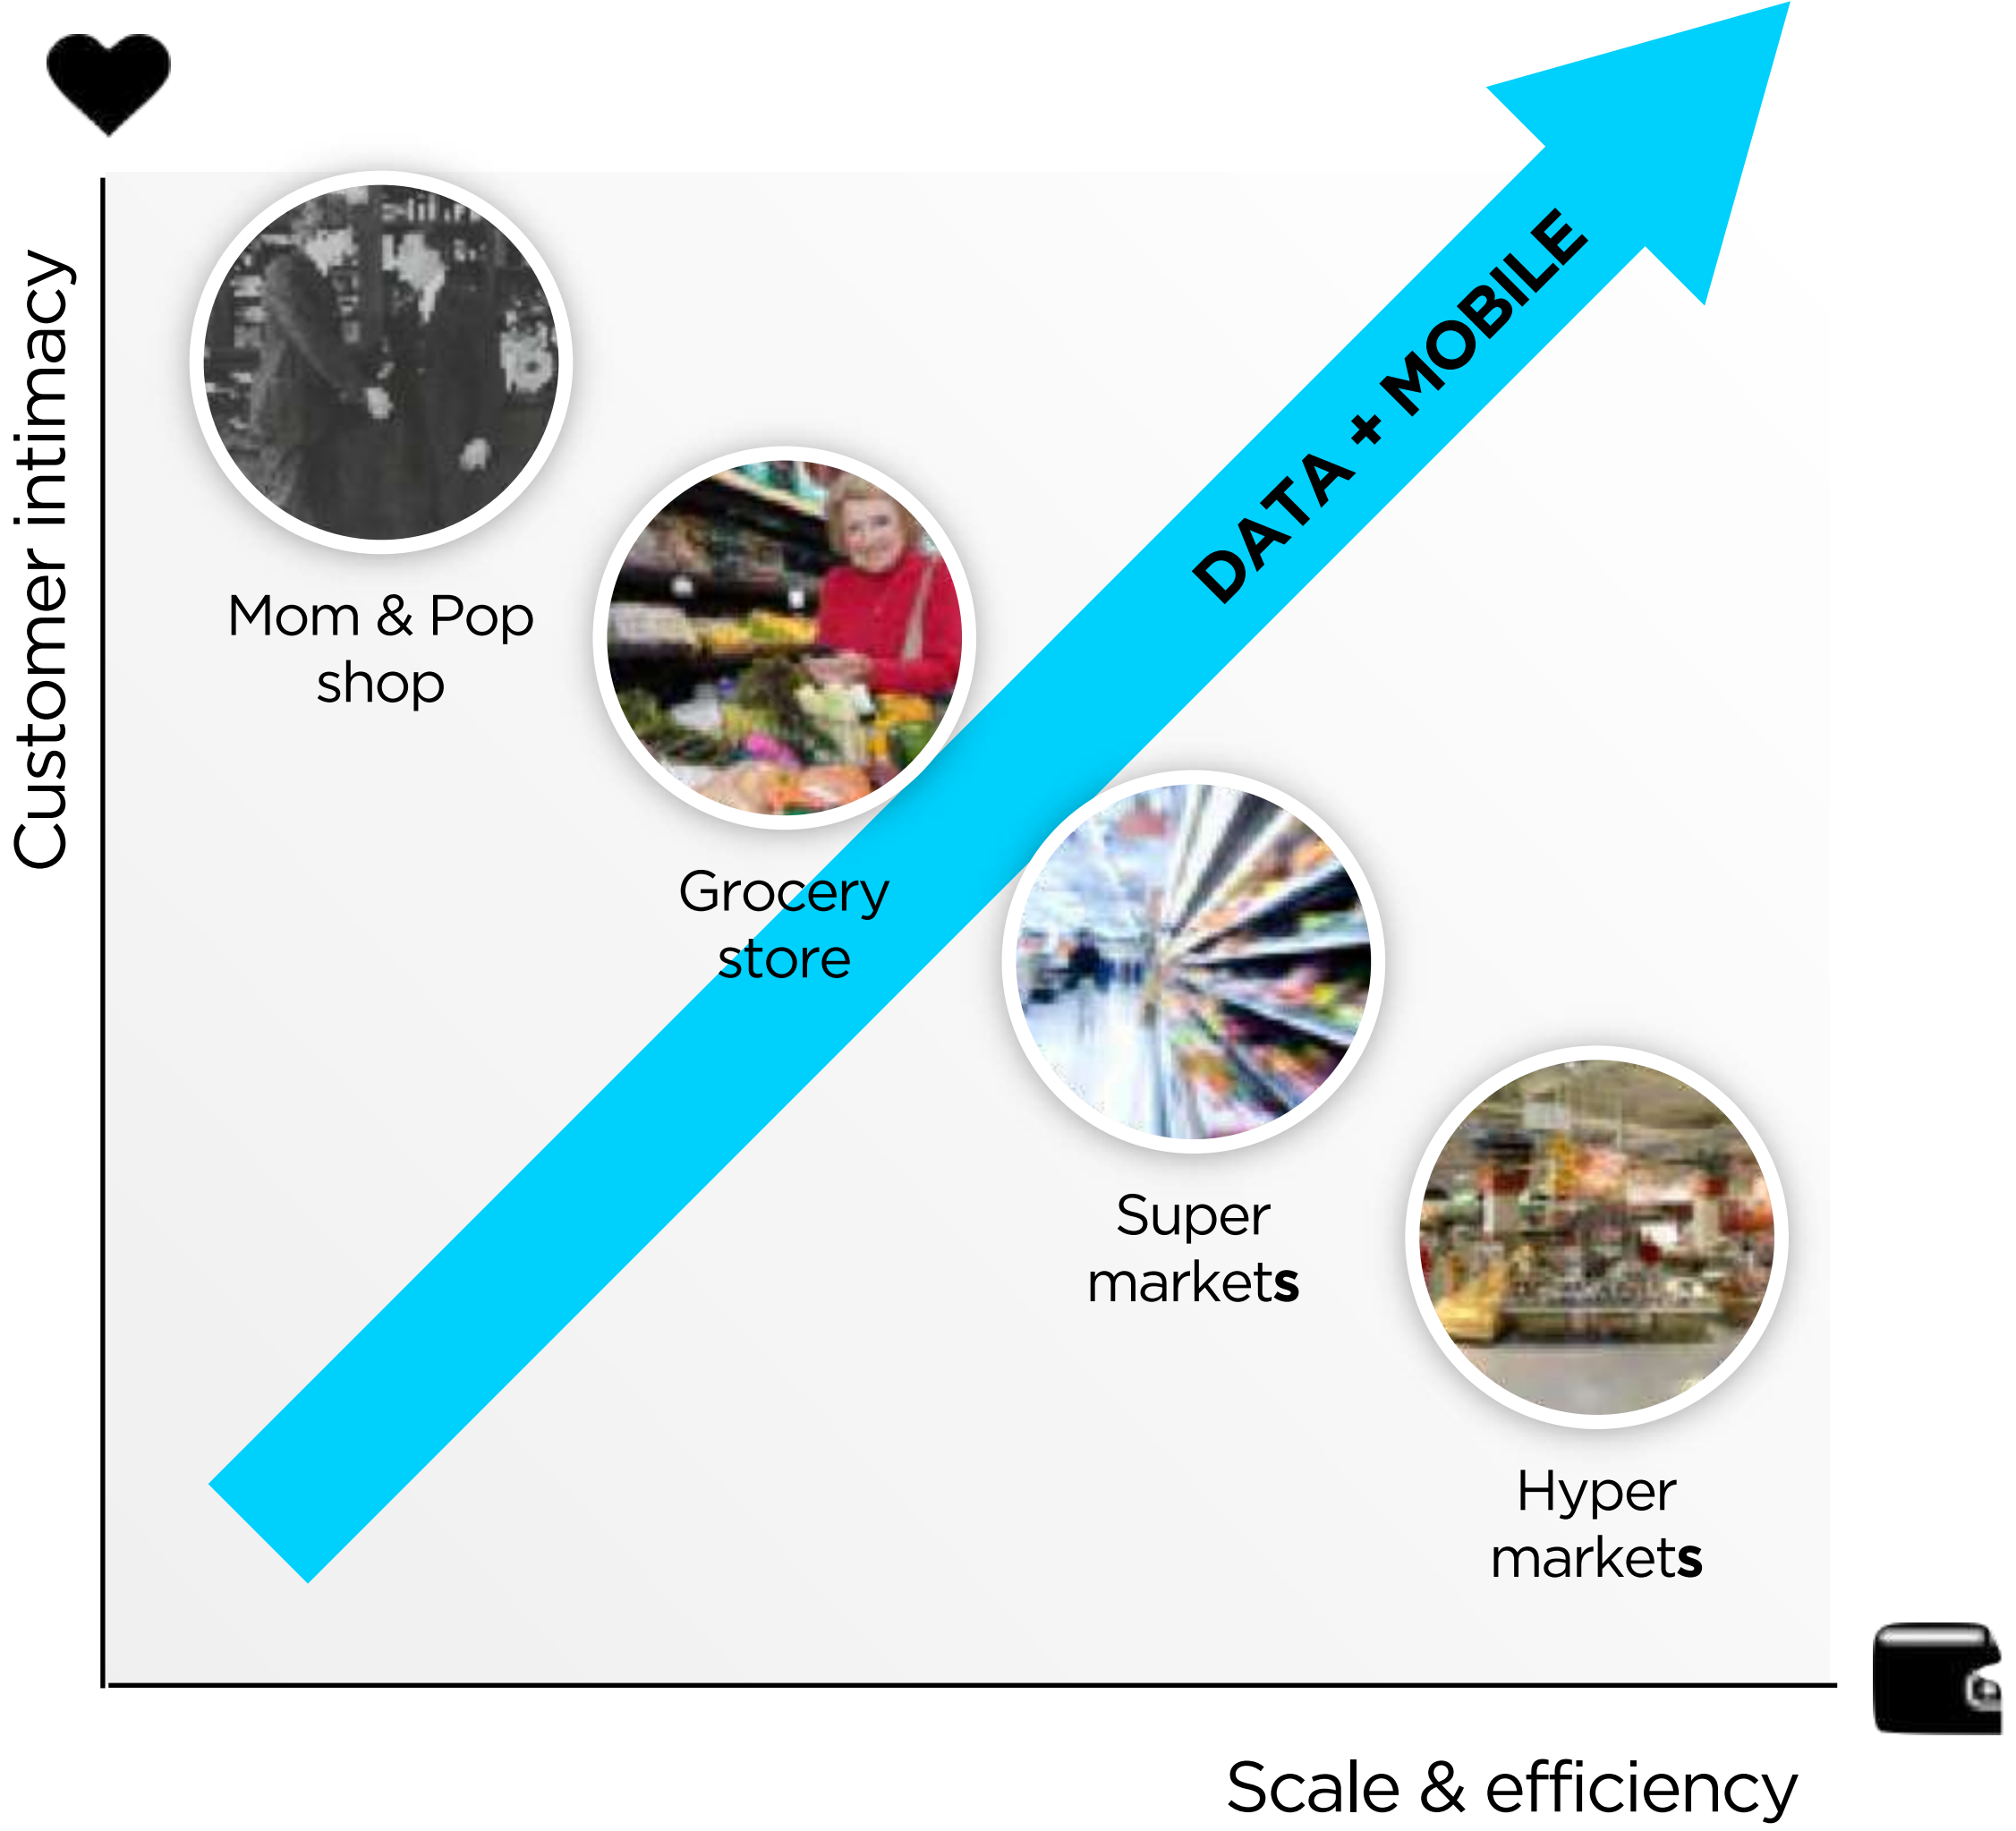 Customer intimacy
Mom & Pop
shop
Grocery
store
DATA + MOBILE
Super
markets
Hyper
markets
Scale & efficiency